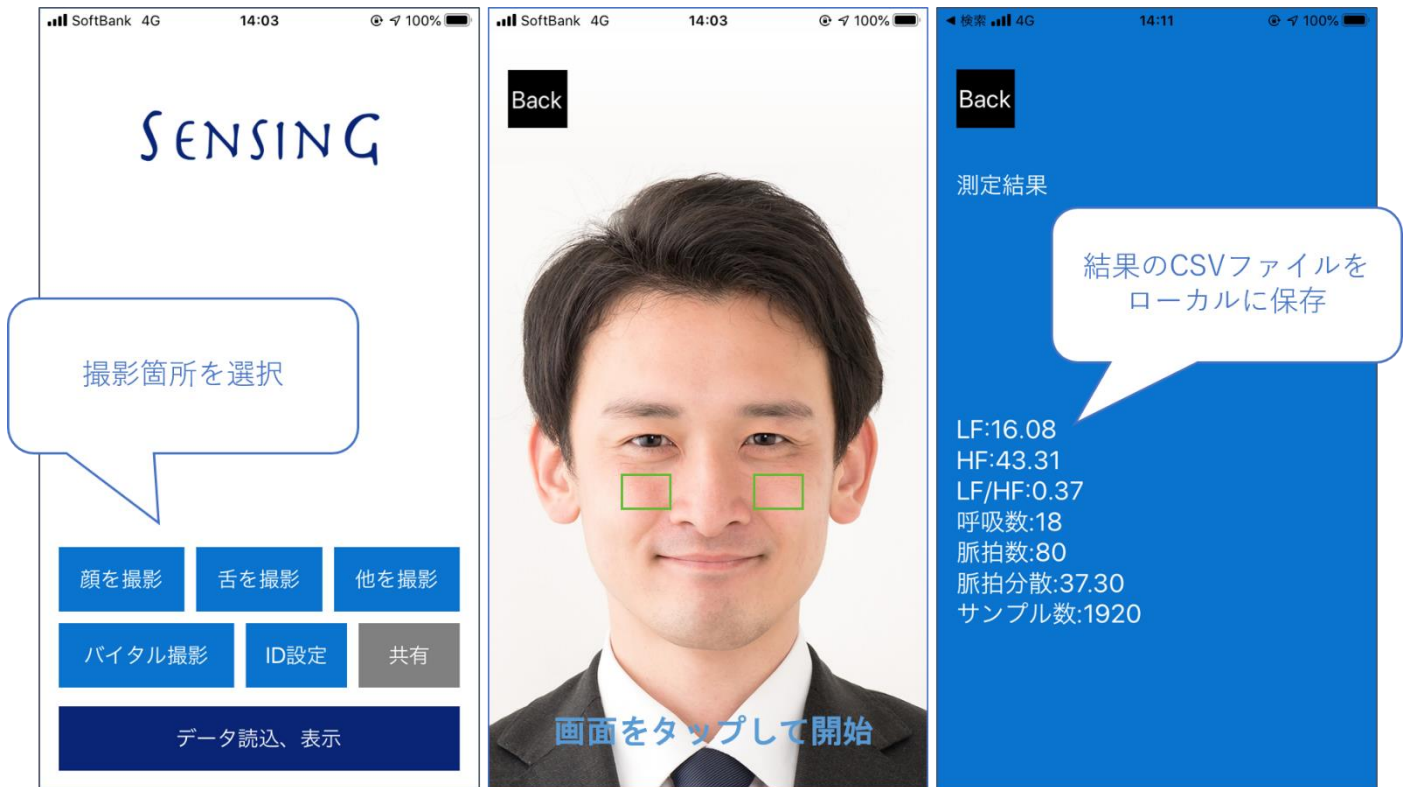 SoftBank 4G 14:03 100%
SENSING
撮影箇所を選択
顔を撮影 舌を撮影 他を撮影
バイタル撮影 ID設定 共有
データ読込、表示
SoftBank 4G 14:03 100%
Back
画面をタップして開始
検索 4G 14:11 100%
Back
測定結果
結果のCSVファイルを
ローカルに保存
LF:16.08
HF:43.31
LF/HF:0.37
呼吸数:18
脈拍数:80
脈拍分散:37.30
サンプル数:1920